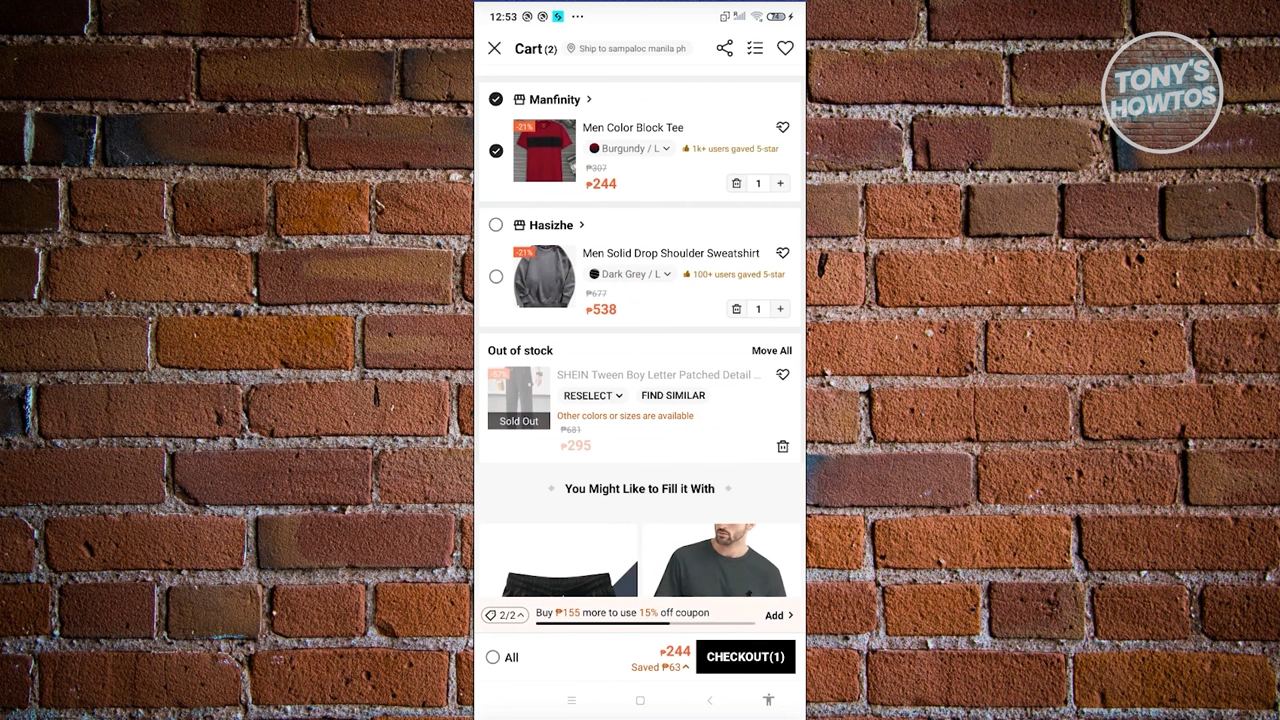 12:53
74
Cart (2)
Ship to sampaloc manila ph
TONY'S
HOWTOS
Manfinity
-21%
Men Color Block Tee
Burgundy / L
1k+ users gaved 5-star
₱307
₱244
1 +
Hasizhe
-21%
Men Solid Drop Shoulder Sweatshirt
Dark Grey / L
100+ users gaved 5-star
₱677
₱538
1 +
Out of stock
Move All
-57%
SHEIN Tween Boy Letter Patched Detail ...
RESELECT
FIND SIMILAR
Other colors or sizes are available
Sold Out
₱681
₱295
You Might Like to Fill it With
2/2
Buy ₱155 more to use 15% off coupon
Add
All
₱244
Saved ₱63
CHECKOUT(1)